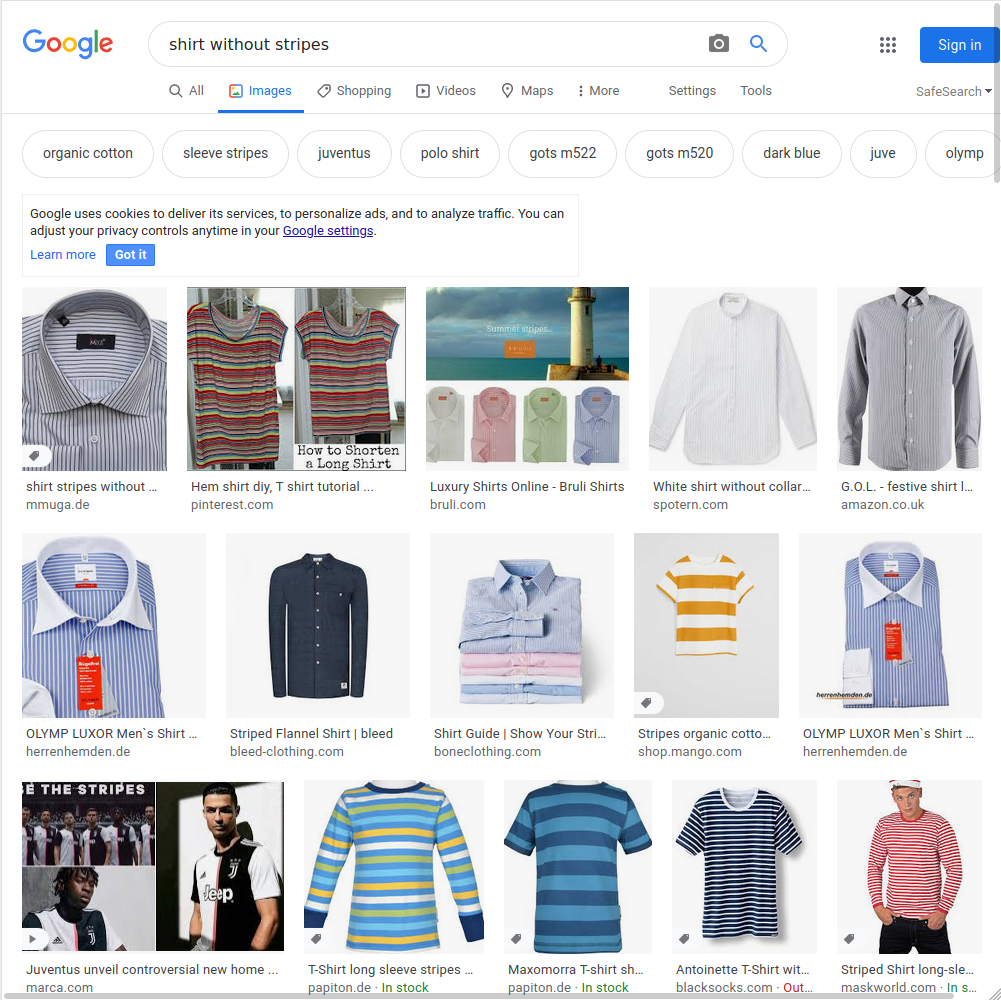 Google
shirt without stripes
Sign in
All
Images
Shopping
Videos
Maps
More
Settings
Tools
SafeSearch
organic cotton
sleeve stripes
juventus
polo shirt
gots m522
gots m520
dark blue
juve
olymp
Google uses cookies to deliver its services, to personalize ads, and to analyze traffic. You can
adjust your privacy controls anytime in your Google settings.
Learn more
Got it
How to Shorten
a Long Shirt
Summer stripes...
shirt stripes without ...
mmuga.de
Hem shirt diy, T shirt tutorial ...
pinterest.com
Luxury Shirts Online - Bruli Shirts
bruli.com
White shirt without collar...
spotern.com
G.O.L. - festive shirt l...
amazon.co.uk
herrenhemden.de
OLYMP LUXOR Men`s Shirt ...
herrenhemden.de
Striped Flannel Shirt | bleed
bleed-clothing.com
Shirt Guide | Show Your Stri...
boneclothing.com
Stripes organic cotto...
shop.mango.com
OLYMP LUXOR Men`s Shirt ...
herrenhemden.de
E THE STRIPES
Jeep
Juventus unveil controversial new home ...
marca.com
T-Shirt long sleeve stripes ...
papiton.de · In stock
Maxomorra T-shirt sh...
papiton.de · In stock
Antoinette T-Shirt wit...
blacksocks.com · Out...
Striped Shirt long-sle...
maskworld.com · In s...